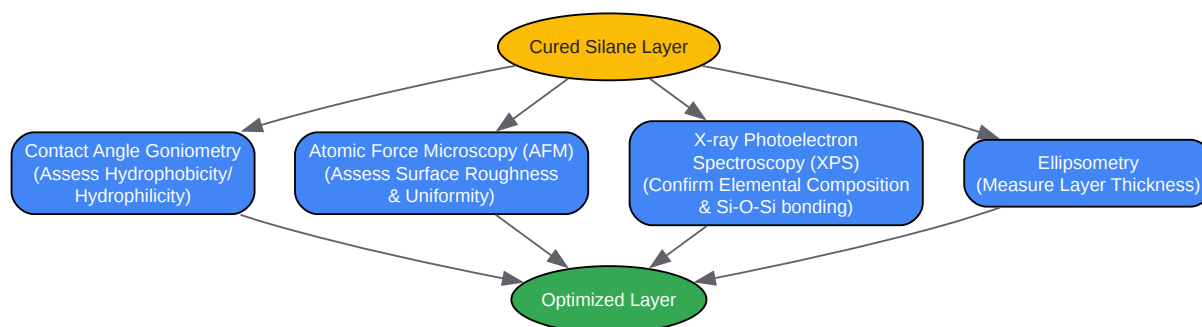 Cured Silane Layer
Contact Angle Goniometry
(Assess Hydrophobicity/
Hydrophilicity)
Atomic Force Microscopy (AFM)
(Assess Surface Roughness
& Uniformity)
X-ray Photoelectron
Spectroscopy (XPS)
(Confirm Elemental Composition
& Si-O-Si bonding)
Ellipsometry
(Measure Layer Thickness)
Optimized Layer